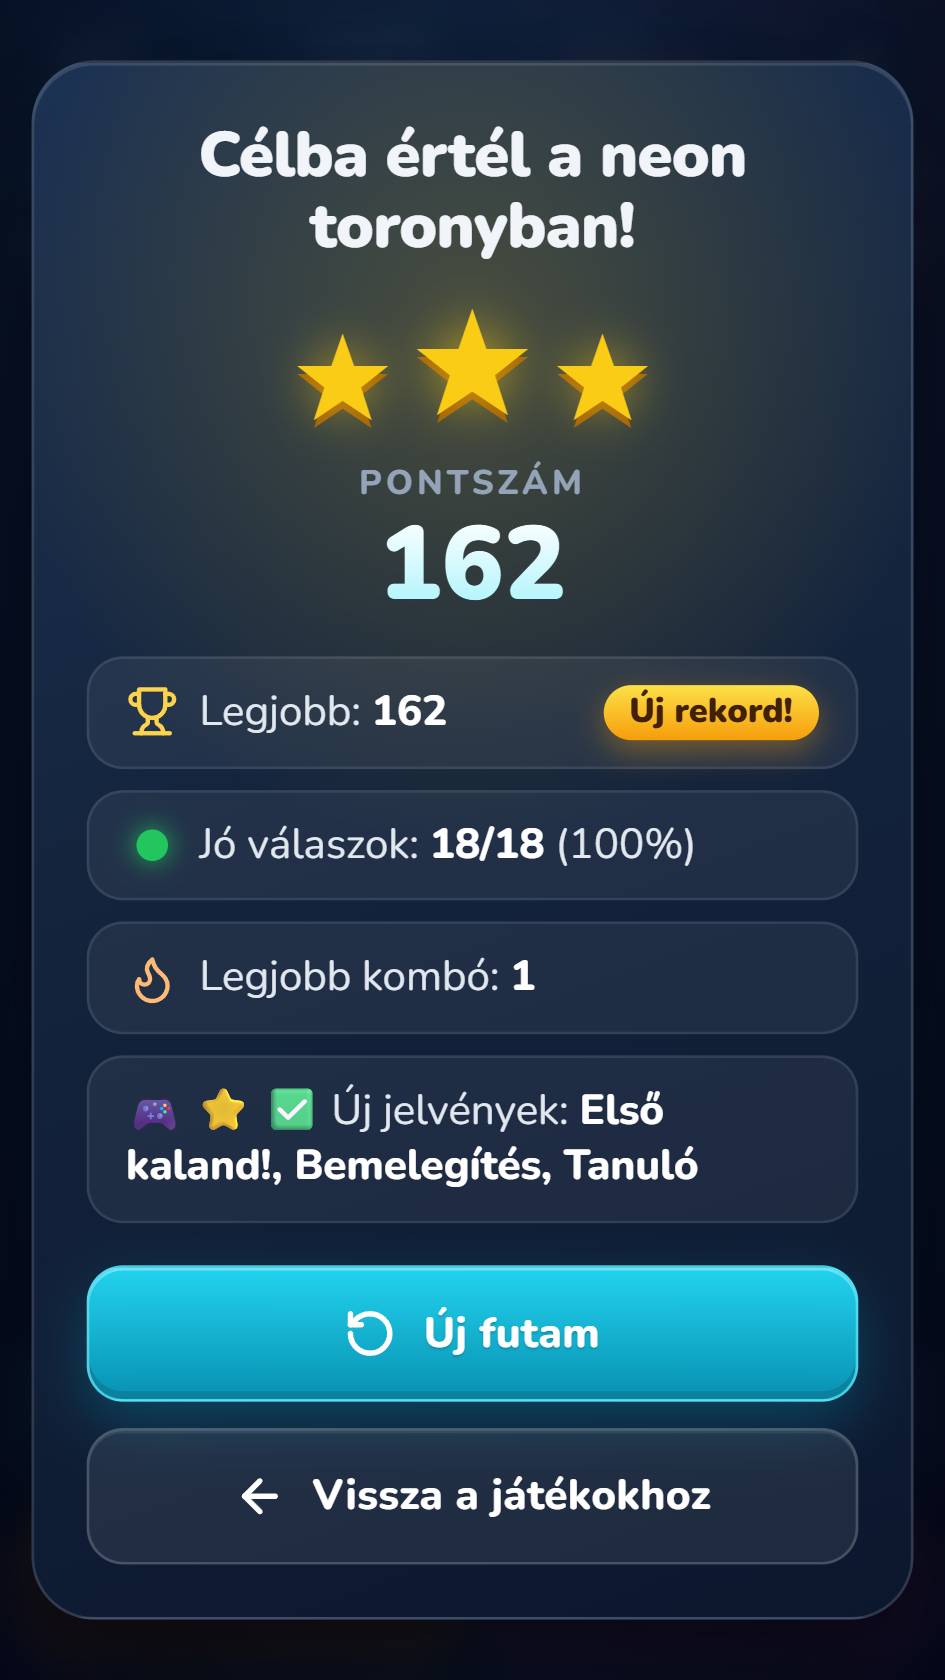 Célba értél a neon
toronyban!
PONTSZÁM
162
Legjobb: 162
Új rekord!
Jó válaszok: 18/18 (100%)
Legjobb kombó: 1
Új jelvények: Első
kaland!, Bemelegítés, Tanuló
Új futam
Vissza a játékokhoz